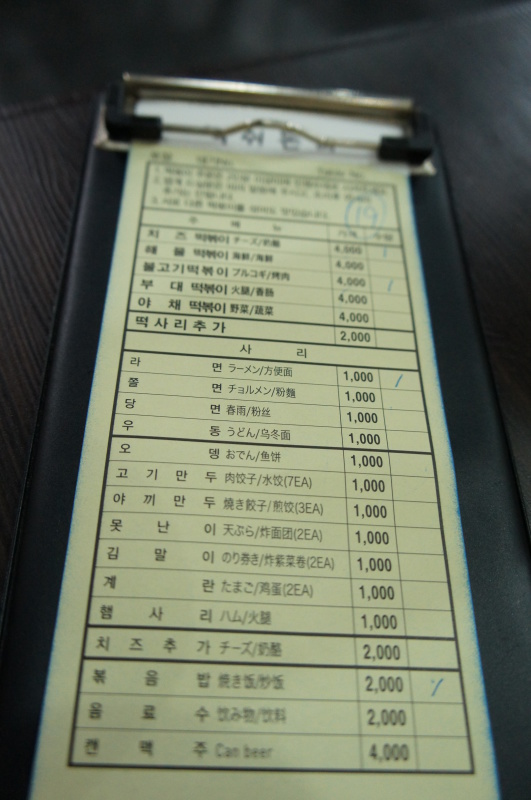 19
주 메 뉴 가격
치 즈 떡볶이 チーズ/奶酪 4,000
해 물 떡볶이 海鮮/海鲜 4,000
불고기떡볶이 プルコギ/烤肉 4,000
부 대 떡볶이 火腿/香肠 4,000
야 채 떡볶이 野菜/蔬菜 4,000
떡사리추가 2,000
사 리
라 면 ラーメン/方便面 1,000
쫄 면 チョルメン/粉麵 1,000
당 면 春雨/粉丝 1,000
우 동 うどん/乌冬面 1,000
오 뎅 おでん/鱼饼 1,000
고 기 만 두 肉饺子/水饺(7EA) 1,000
야 끼 만 두 焼き餃子/煎饺(3EA) 1,000
못 난 이 天ぷら/炸面团(2EA) 1,000
김 말 이 のり巻き/炸紫菜卷(2EA) 1,000
계 란 たまご/鸡蛋(2EA) 1,000
햄 사 리 ハム/火腿 1,000
치 즈 추 가 チーズ/奶酪 2,000
볶 음 밥 焼き饭/炒饭 2,000
음 료 수 飲み物/饮料 2,000
캔 맥 주 Can beer 4,000